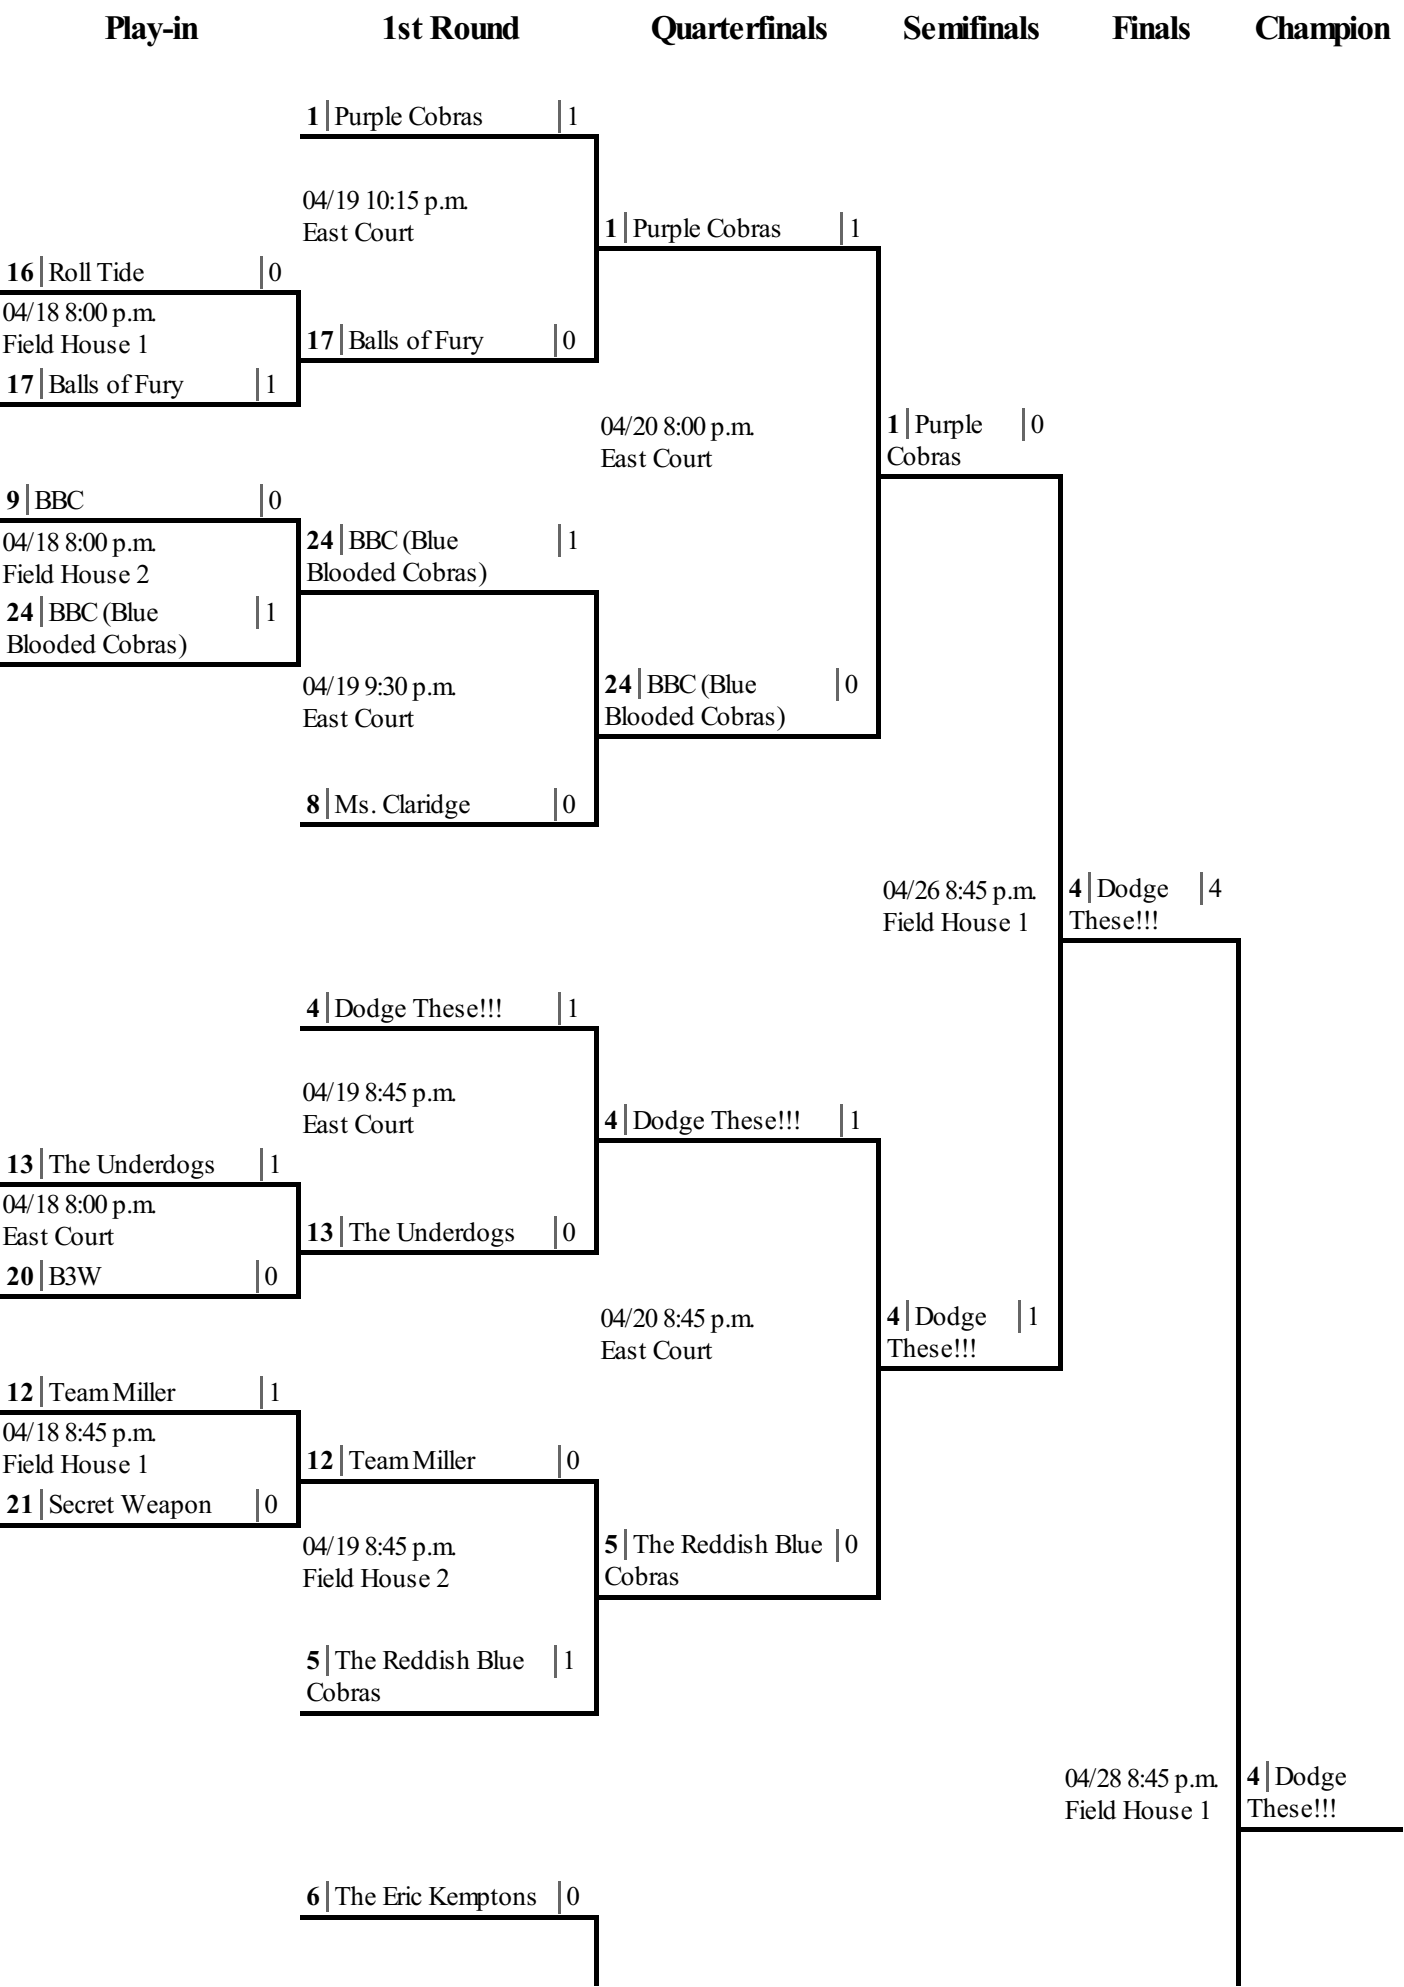 Play-in 1st Round Quarterfinals Semifinals Finals Champion
1 Purple Cobras 1
04/19 10:15 p.m.
East Court
1 Purple Cobras 1
16 Roll Tide 0
04/18 8:00 p.m.
Field House 1
17 Balls of Fury 0
17 Balls of Fury 1
04/20 8:00 p.m.
East Court
1 Purple 0
Cobras
9 BBC 0
04/18 8:00 p.m.
Field House 2
24 BBC (Blue 1
Blooded Cobras)
24 BBC (Blue 1
Blooded Cobras)
04/19 9:30 p.m.
East Court
24 BBC (Blue 0
Blooded Cobras)
8 Ms. Claridge 0
04/26 8:45 p.m.
Field House 1
4 Dodge 4
These!!!
4 Dodge These!!! 1
04/19 8:45 p.m.
East Court
4 Dodge These!!! 1
13 The Underdogs 1
04/18 8:00 p.m.
East Court
13 The Underdogs 0
20 B3W 0
04/20 8:45 p.m.
East Court
4 Dodge 1
These!!!
12 Team Miller 1
04/18 8:45 p.m.
Field House 1
12 Team Miller 0
21 Secret Weapon 0
04/19 8:45 p.m.
Field House 2
5 The Reddish Blue 0
Cobras
5 The Reddish Blue 1
Cobras
04/28 8:45 p.m.
Field House 1
4 Dodge
These!!!
6 The Eric Kemptons 0